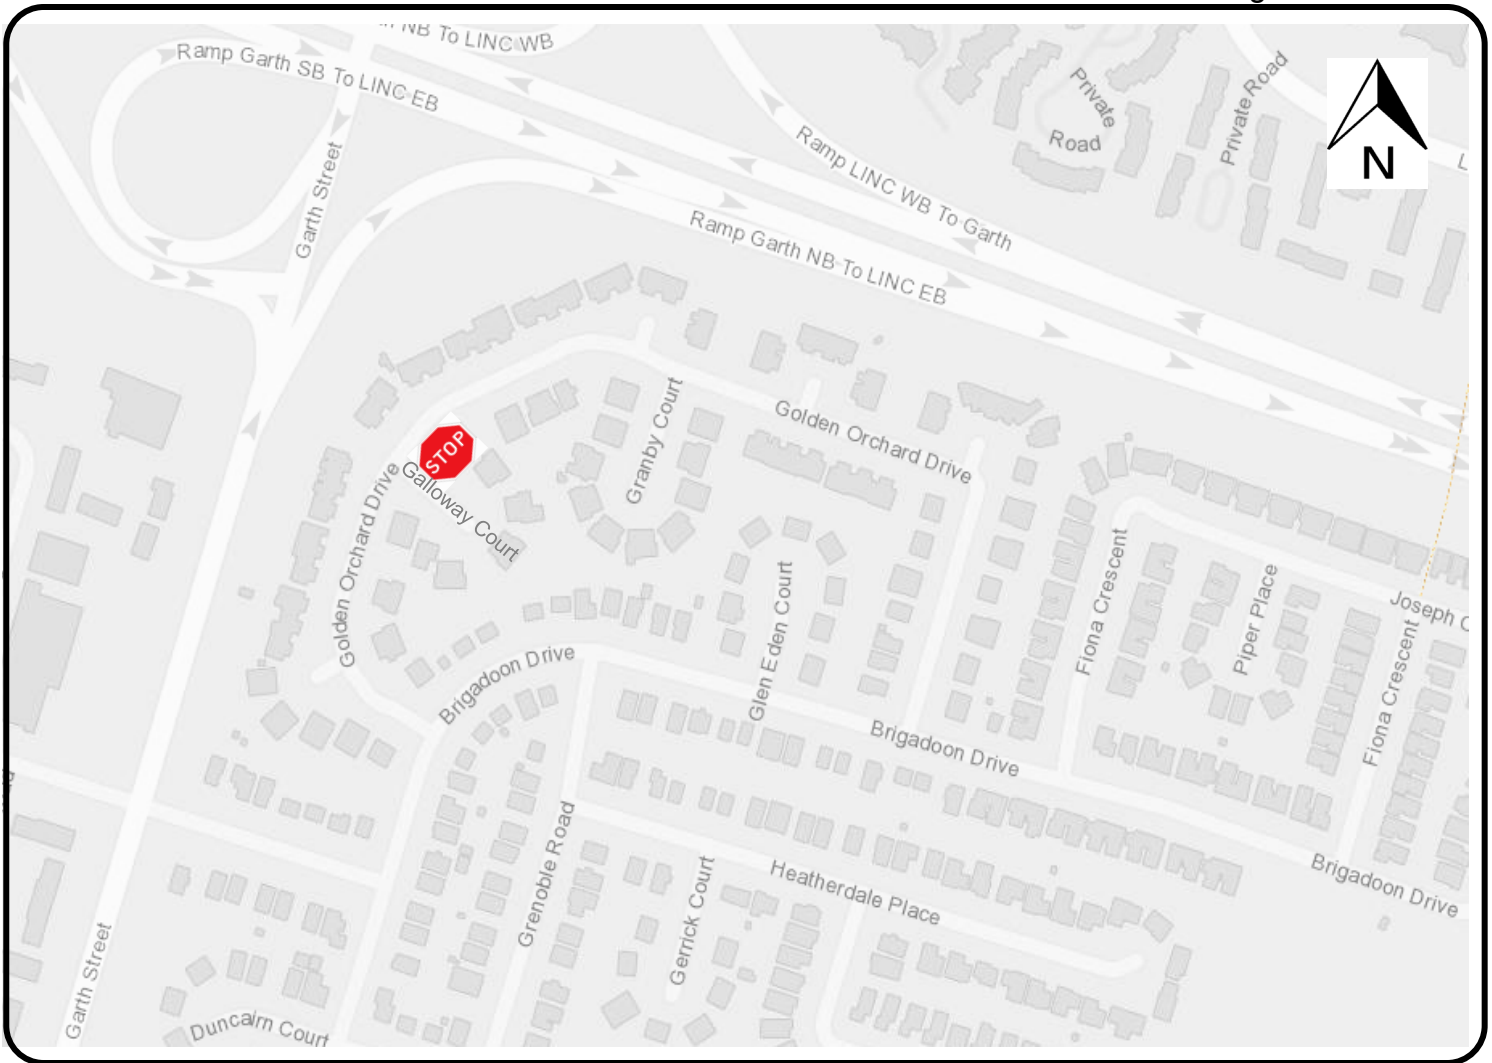 NB To LINC WB
Ramp Garth SB To LINC EB
Garth Street
Ramp LINC WB To Garth
Ramp Garth NB To LINC EB
Private
Road
Private Road
N
Golden Orchard Drive
Granby Court
STOP
Galloway Court
Golden Orchard Drive
Glen Eden Court
Fiona Crescent
Piper Place
Joseph C
Fiona Crescent
Brigadoon Drive
Brigadoon Drive
Brigadoon Drive
Grenoble Road
Heatherdale Place
Gerrick Court
Garth Street
Duncairn Court